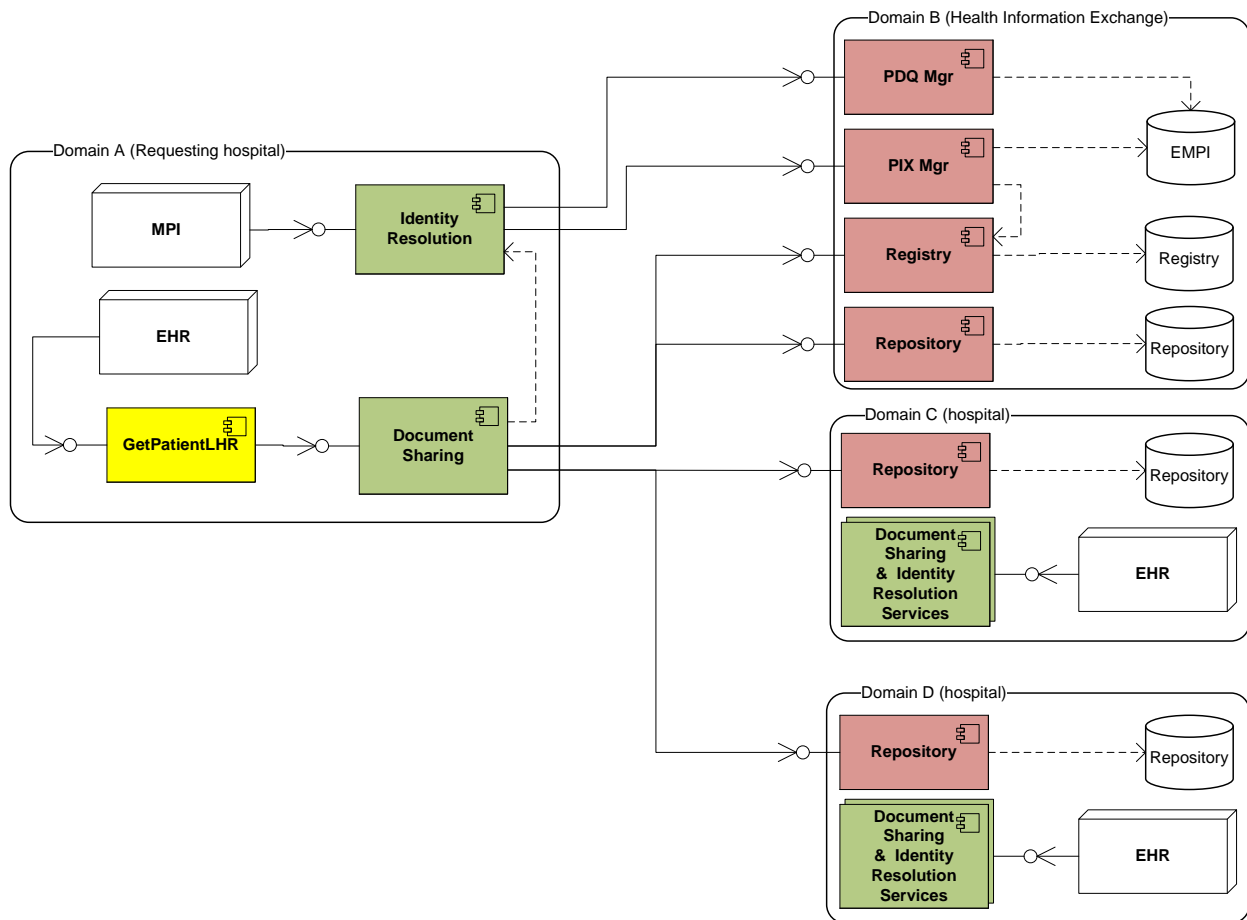 Domain A (Requesting hospital)
MPI
Identity
Resolution
EHR
GetPatientLHR
Document
Sharing
Domain B (Health Information Exchange)
PDQ Mgr
EMPI
PIX Mgr
Registry
Registry
Repository
Repository
Domain C (hospital)
Repository
Repository
Document
Sharing
& Identity
Resolution
Services
EHR
Domain D (hospital)
Repository
Repository
Document
Sharing
& Identity
Resolution
Services
EHR